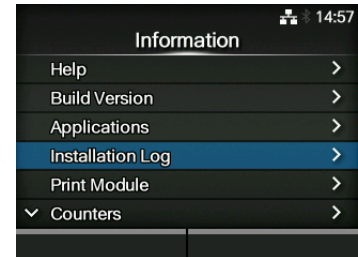 14:57
Information
Help
Build Version
Applications
Installation Log
Print Module
Counters